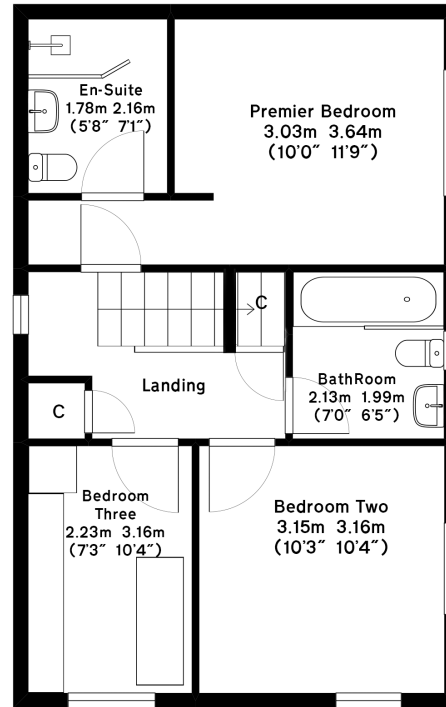 En-Suite
1.78m 2.16m
(5'8" 7'1")
Premier Bedroom
3.03m 3.64m
(10'0" 11'9")
C
Landing
BathRoom
2.13m 1.99m
(7'0" 6'5")
C
Bedroom
Three
2.23m 3.16m
(7'3" 10'4")
Bedroom Two
3.15m 3.16m
(10'3" 10'4")